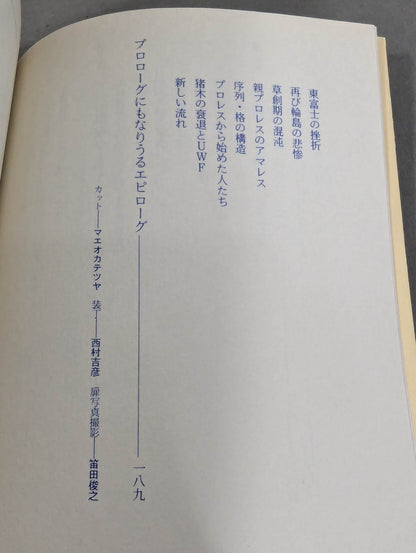 東富士の挫折
再び輪島の悲惨
草創期の混沌
親プロレスのアマレス
序列・格の構造
プロレスから始めた人たち
猪木の衰退とUWF
新しい流れ
プロローグにもなりうるエピローグ――一八九
カット――マエオカテツヤ　装丁――西村吉彦　扉写真撮影――笛田俊之